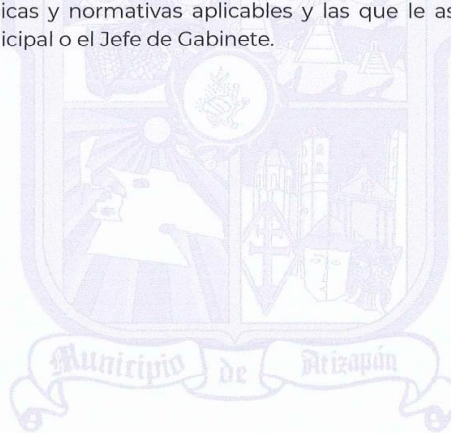 icas y normativas aplicables y las que le as
icipal o el Jefe de Gabinete.
Municipio de Atizapán